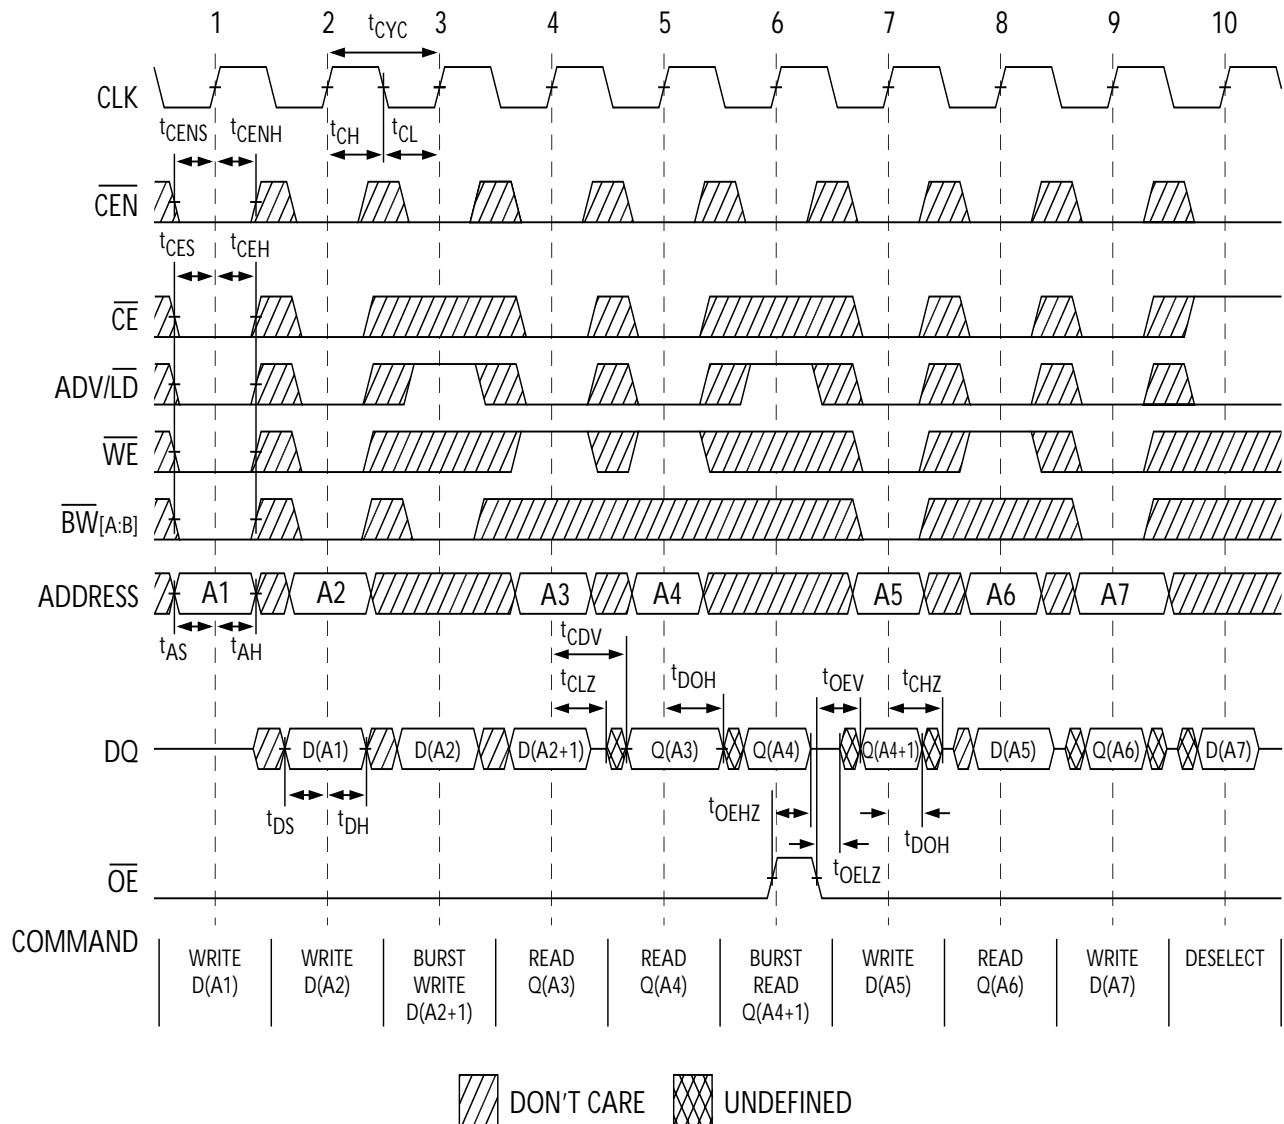 1 2 3 4 5 6 7 8 9 10
tCYC
CLK
tCENS tCENH tCH tCL
CEN
tCES tCEH
CE
ADV/LD
WE
BW[A:B]
ADDRESS A1 A2 A3 A4 A5 A6 A7
tAS tAH tCDV
tCLZ tDOH tOEV tCHZ
DQ D(A1) D(A2) D(A2+1) Q(A3) Q(A4) Q(A4+1) D(A5) Q(A6) D(A7)
tDS tDH tOEHZ tDOH
tOELZ
OE
COMMAND
WRITE WRITE BURST READ READ BURST WRITE READ WRITE DESELECT
D(A1) D(A2) WRITE Q(A3) Q(A4) READ D(A5) Q(A6) D(A7)
D(A2+1) Q(A4+1)
DON'T CARE UNDEFINED